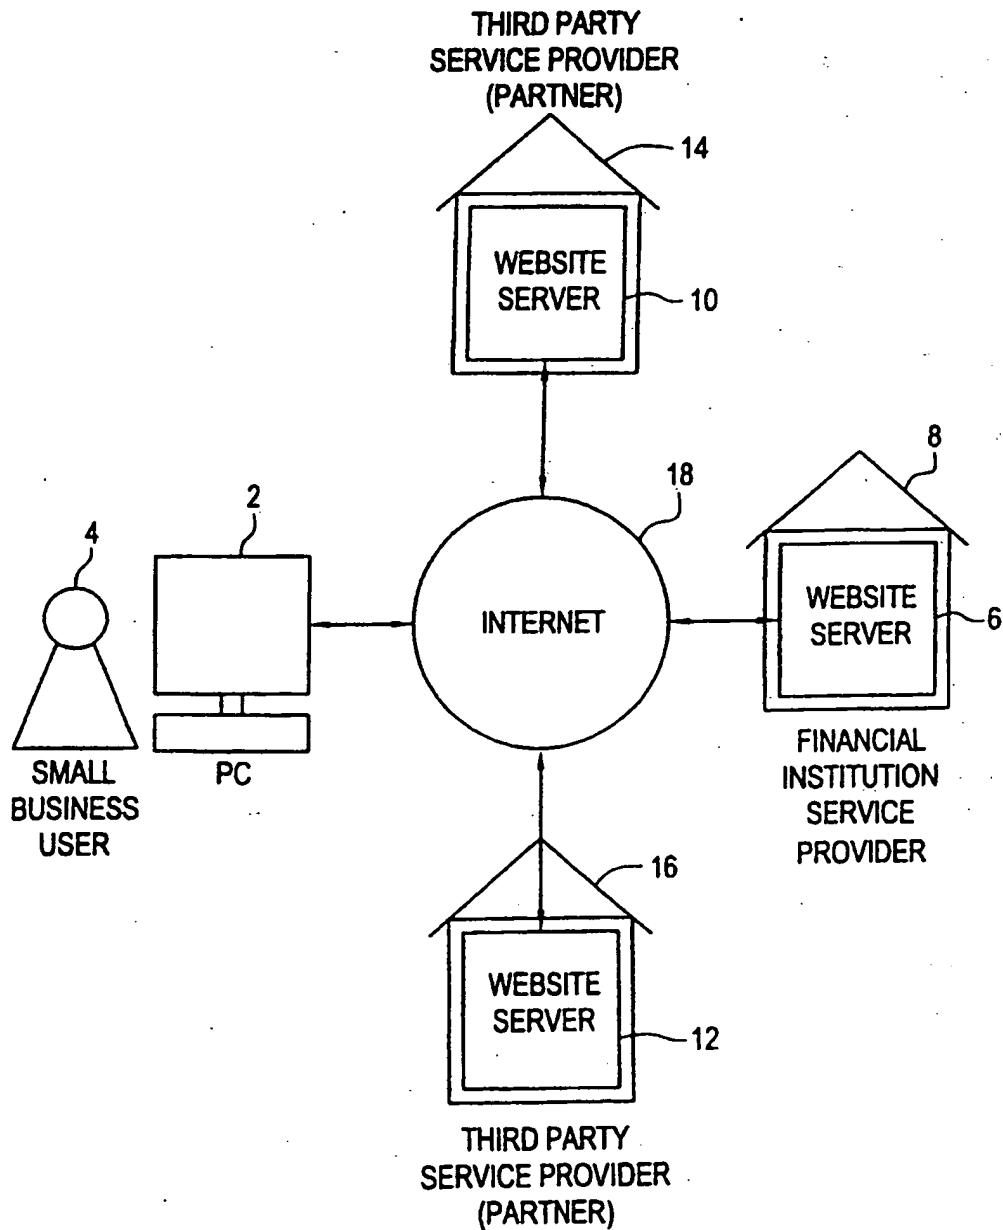 THIRD PARTY
SERVICE PROVIDER
(PARTNER)
14
WEBSITE
SERVER
10
8
18
2
4
INTERNET
WEBSITE
SERVER
6
SMALL
BUSINESS
USER
PC
FINANCIAL
INSTITUTION
SERVICE
PROVIDER
16
WEBSITE
SERVER
12
THIRD PARTY
SERVICE PROVIDER
(PARTNER)